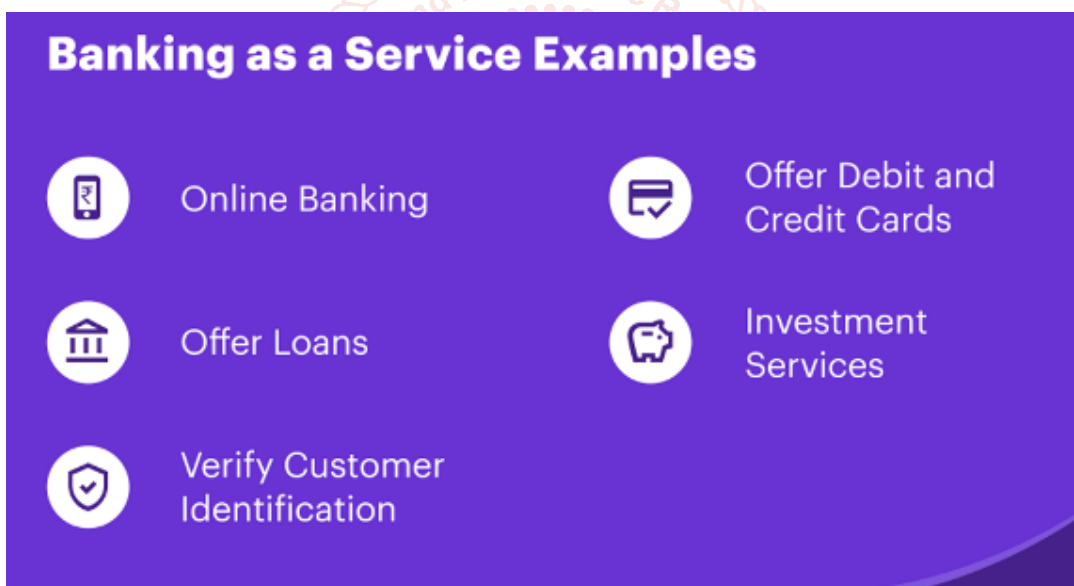 Banking as a Service Examples
Online Banking
Offer Debit and
Credit Cards
Offer Loans
Investment
Services
Verify Customer
Identification